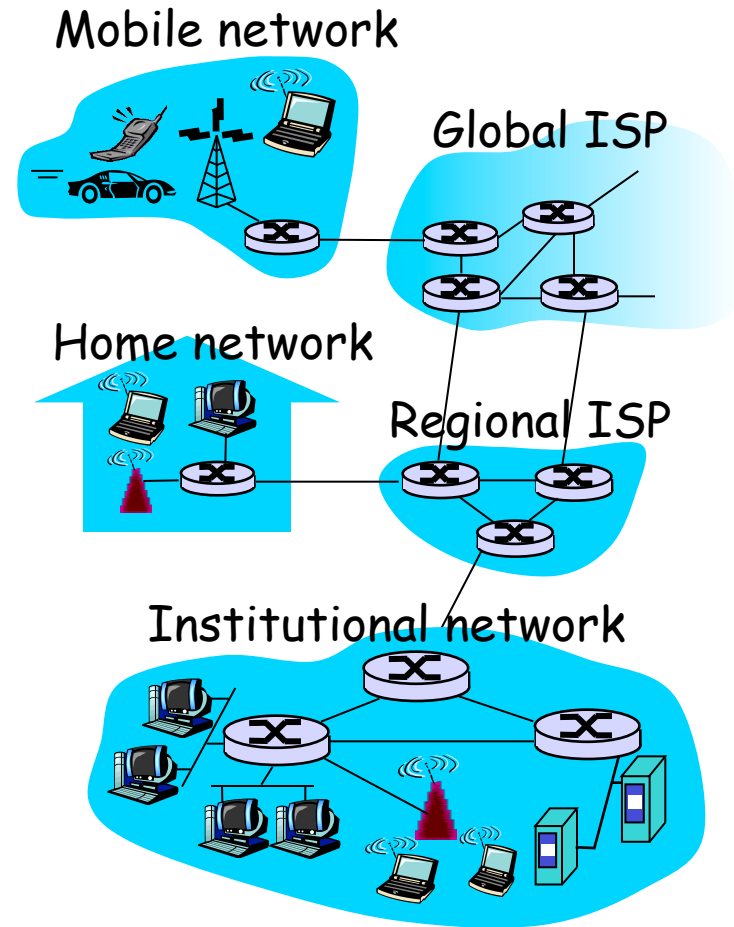 Mobile network
Global ISP
Home network
Regional ISP
Institutional network